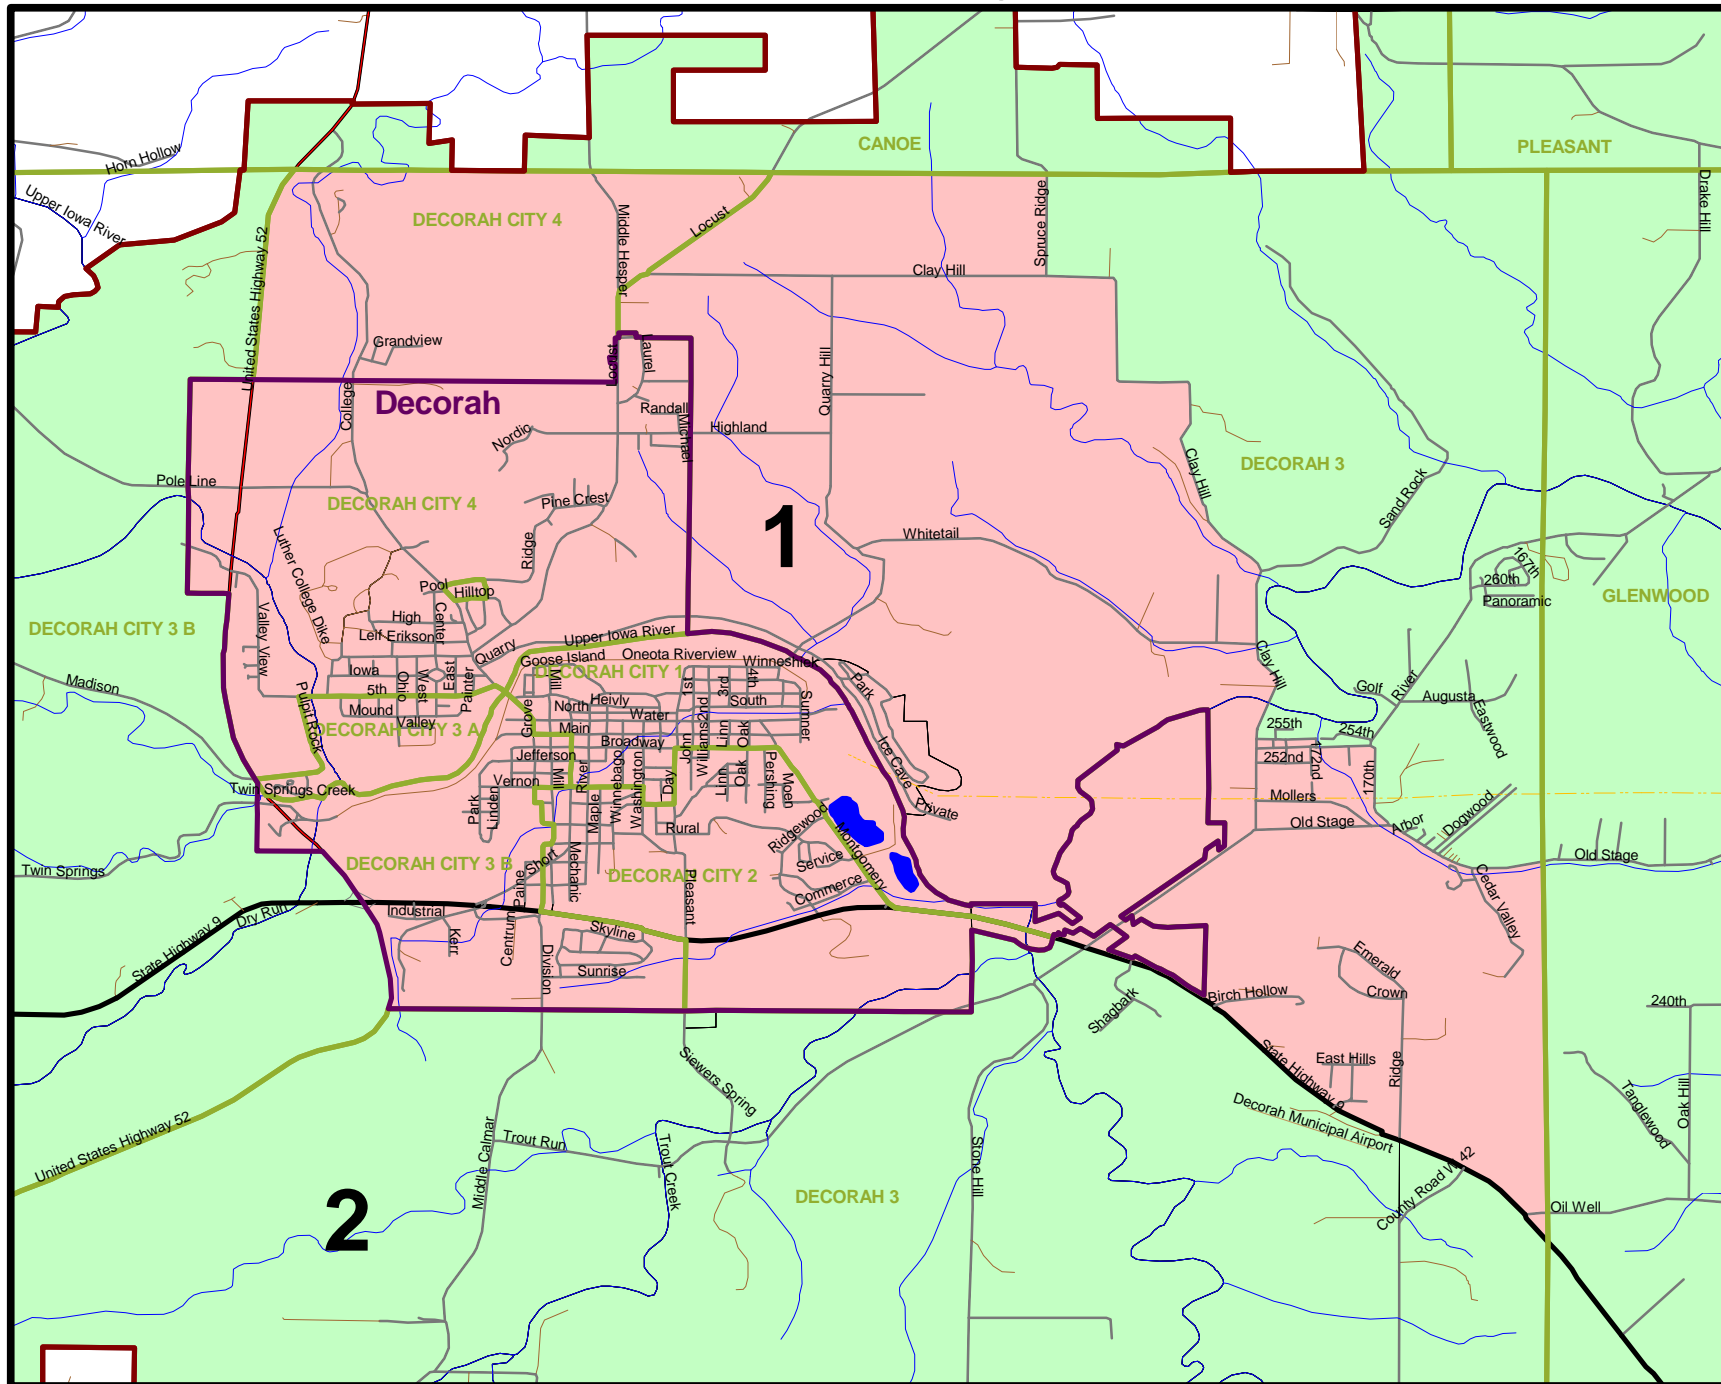 CANOE
PLEASANT
Horn Hollow
Upper Iowa River
Drake Hill
DECORAH CITY 4
Middle Hesper
Locust
Spruce Ridge
United States Highway 52
Clay Hill
Grandview
Locust
Laurel
Quarry Hill
Decorah
College
Randall
Michael
Nordic
Highland
Clay Hill
DECORAH 3
Pole Line
DECORAH CITY 4
Pine Crest
Sand Rock
1
Whitetail
Luther College Dike
Ridge
167th
260th
Panoramic
GLENWOOD
Pool
Hilltop
High
Center
Leif Erikson
Valley View
DECORAH CITY 3 B
Quarry
Upper Iowa River
Goose Island
Oneota Riverview
Winneshiek
DECORAH CITY 1
Clay Hill
Madison
Iowa
5th
Ohio
West
East
Painter
Mill
1st
3rd
4th
Park
Golf
River
Augusta
Eastwood
Pulpit Rock
Mound
Valley
North
Heivly
Water
South
Sumner
Grove
Main
2nd
Williams
Linn
Oak
DECORAH CITY 3 A
Broadway
John
255th
254th
Jefferson
Ice Cave
252nd
172nd
170th
Twin Springs Creek
Vernon
Mill
River
Winnebago
Washington
Day
Linn
Oak
Pershing
Moen
Mollers
Park
Linden
Maple
Private
Old Stage
Arbor
Dogwood
Rural
Ridgewood
Montgomery
Old Stage
Twin Springs
DECORAH CITY 3 B
Short
Mechanic
DECORAH CITY 2
Service
Commerce
Cedar Valley
Paine
Pleasant
Dry Run
Industrial
State Highway 9
Kerr
Centrum
Division
Skyline
Sunrise
Emerald
Crown
Birch Hollow
Shagbark
240th
Siewers Spring
State Highway 9
East Hills
Ridge
Tanglewood
Oak Hill
Decorah Municipal Airport
United States Highway 52
Middle Calmar
Trout Run
Trout Creek
Stone Hill
County Road W 42
2
DECORAH 3
Oil Well